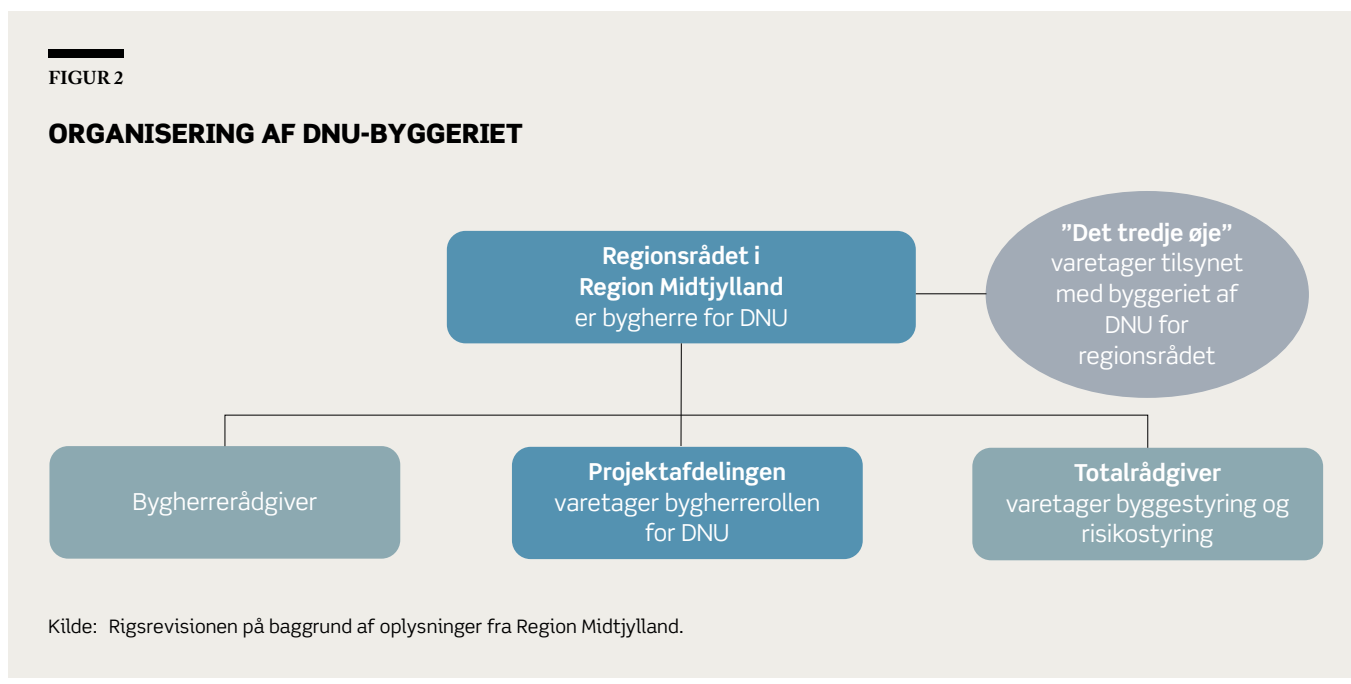 FIGUR 2
ORGANISERING AF DNU-BYGGERIET
Regionsrådet i
Region Midtjylland
er bygherre for DNU
”Det tredje øje”
varetager tilsynet
med byggeriet af
DNU for
regionsrådet
Bygherrerådgiver
Projektafdelingen
varetager bygherrerollen
for DNU
Totalrådgiver
varetager byggestyring og
risikostyring
Kilde: Rigsrevisionen på baggrund af oplysninger fra Region Midtjylland.